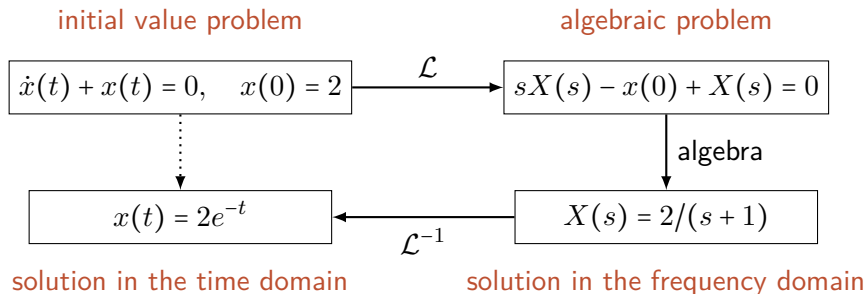 initial value problem
algebraic problem
ẋ(t) + x(t) = 0, x(0) = 2
ℒ
sX(s) − x(0) + X(s) = 0
algebra
x(t) = 2e⁻ᵗ
ℒ⁻¹
X(s) = 2/(s + 1)
solution in the time domain
solution in the frequency domain